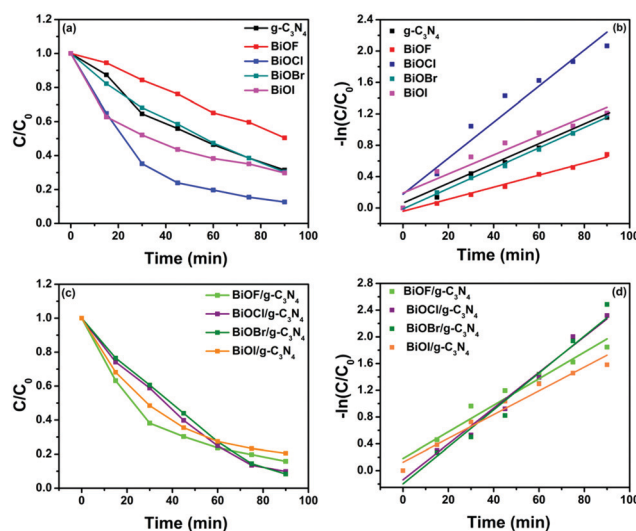 (a)
g-C₃N₄
BiOF
BiOCl
BiOBr
BiOI
C/C₀
1.2
1.0
0.8
0.6
0.4
0.2
0.0
0 20 40 60 80 100
Time (min)
(b)
g-C₃N₄
BiOF
BiOCl
BiOBr
BiOI
-ln(C/C₀)
2.4
1.8
1.2
0.6
0.0
0 20 40 60 80 100
Time (min)
(c)
BiOF/g-C₃N₄
BiOCl/g-C₃N₄
BiOBr/g-C₃N₄
BiOI/g-C₃N₄
C/C₀
1.2
1.0
0.8
0.6
0.4
0.2
0.0
0 20 40 60 80 100
Time (min)
(d)
BiOF/g-C₃N₄
BiOCl/g-C₃N₄
BiOBr/g-C₃N₄
BiOI/g-C₃N₄
-ln(C/C₀)
2.8
2.4
2.0
1.6
1.2
0.8
0.4
0.0
0 20 40 60 80 100
Time (min)